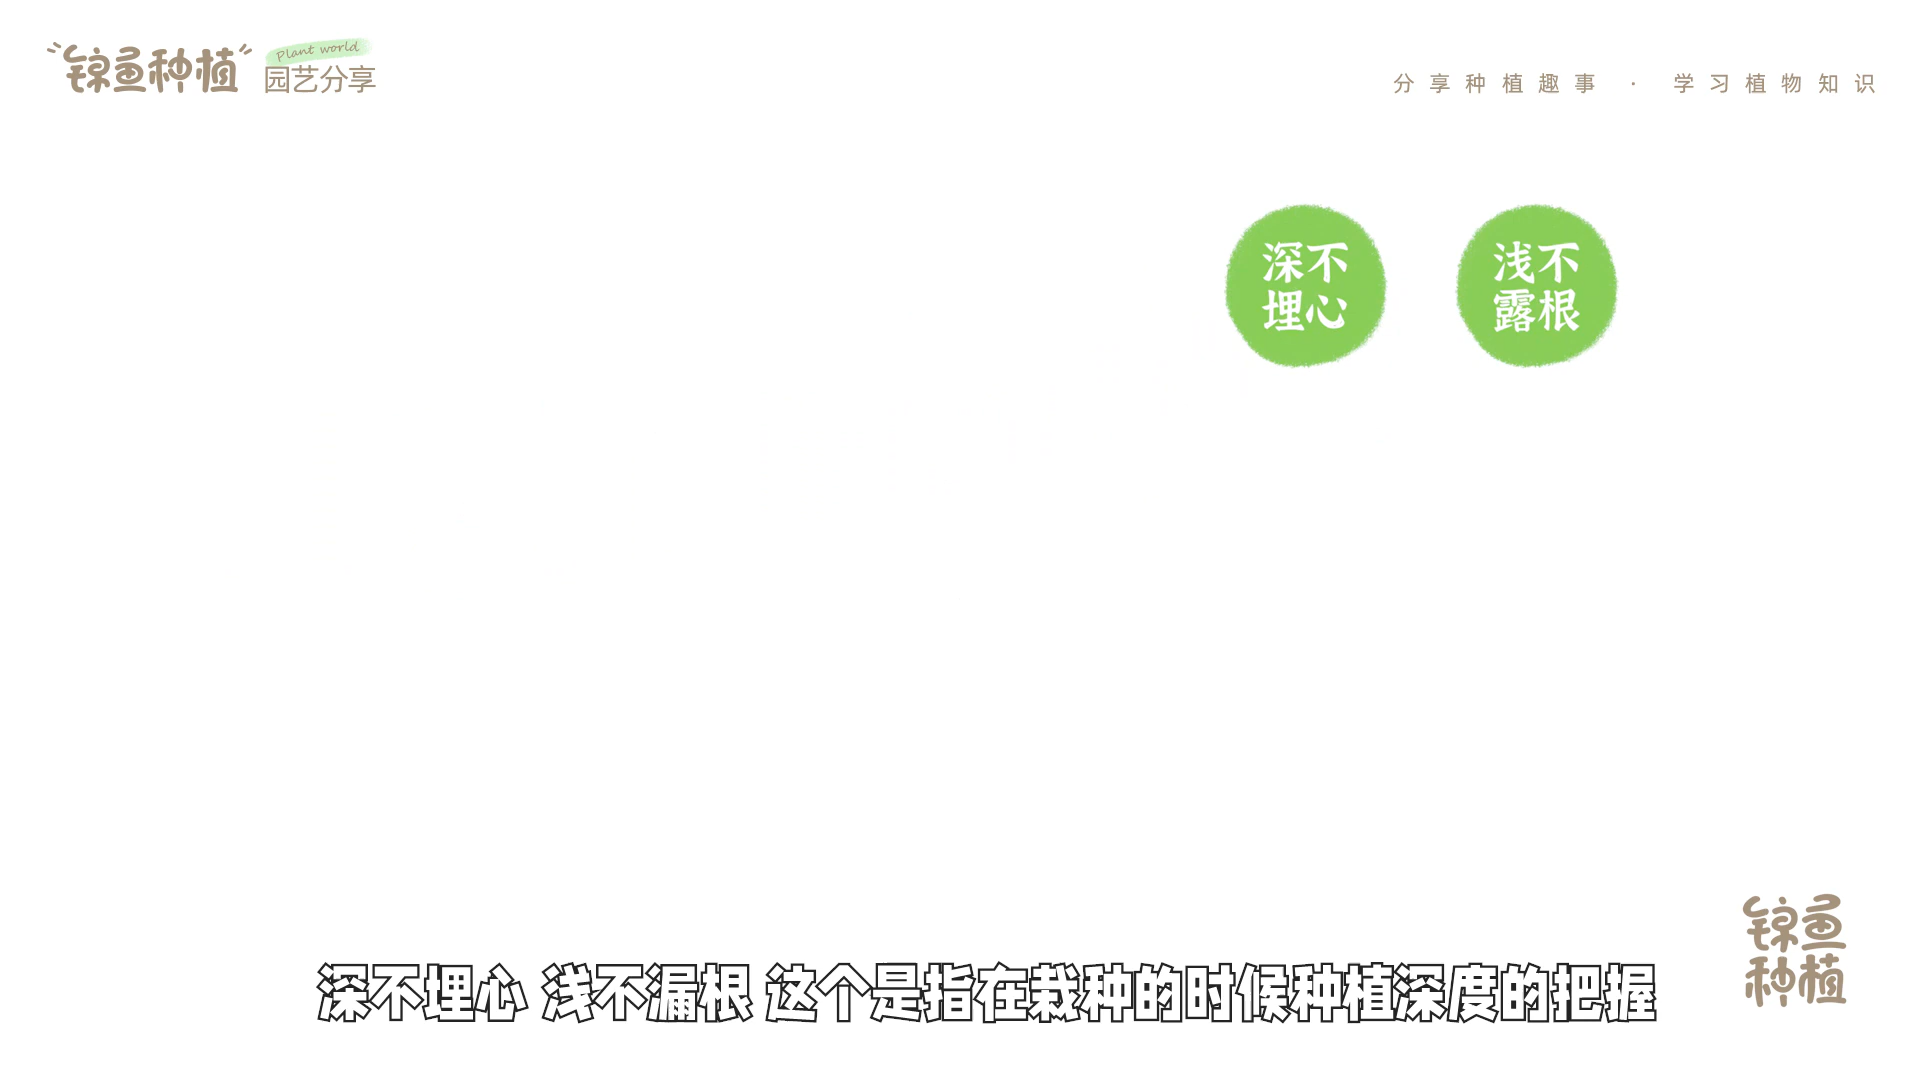 锦鱼种植
Plant world
园艺分享
分享种植趣事 · 学习植物知识
深不
埋心
浅不
露根
锦鱼
种植
深不埋心 浅不漏根 这个是指在栽种的时候种植深度的把握